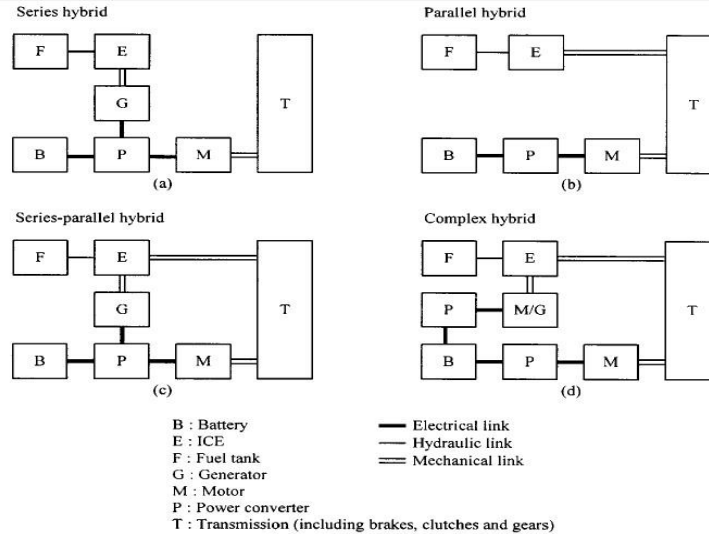 Series hybrid
F
E
T
G
B
P
M
(a)
Parallel hybrid
F
E
T
B
P
M
(b)
Series-parallel hybrid
F
E
T
G
B
P
M
(c)
Complex hybrid
F
E
T
P
M/G
B
P
M
(d)
B : Battery
E : ICE
F : Fuel tank
G : Generator
M : Motor
P : Power converter
T : Transmission (including brakes, clutches and gears)
Electrical link
Hydraulic link
Mechanical link